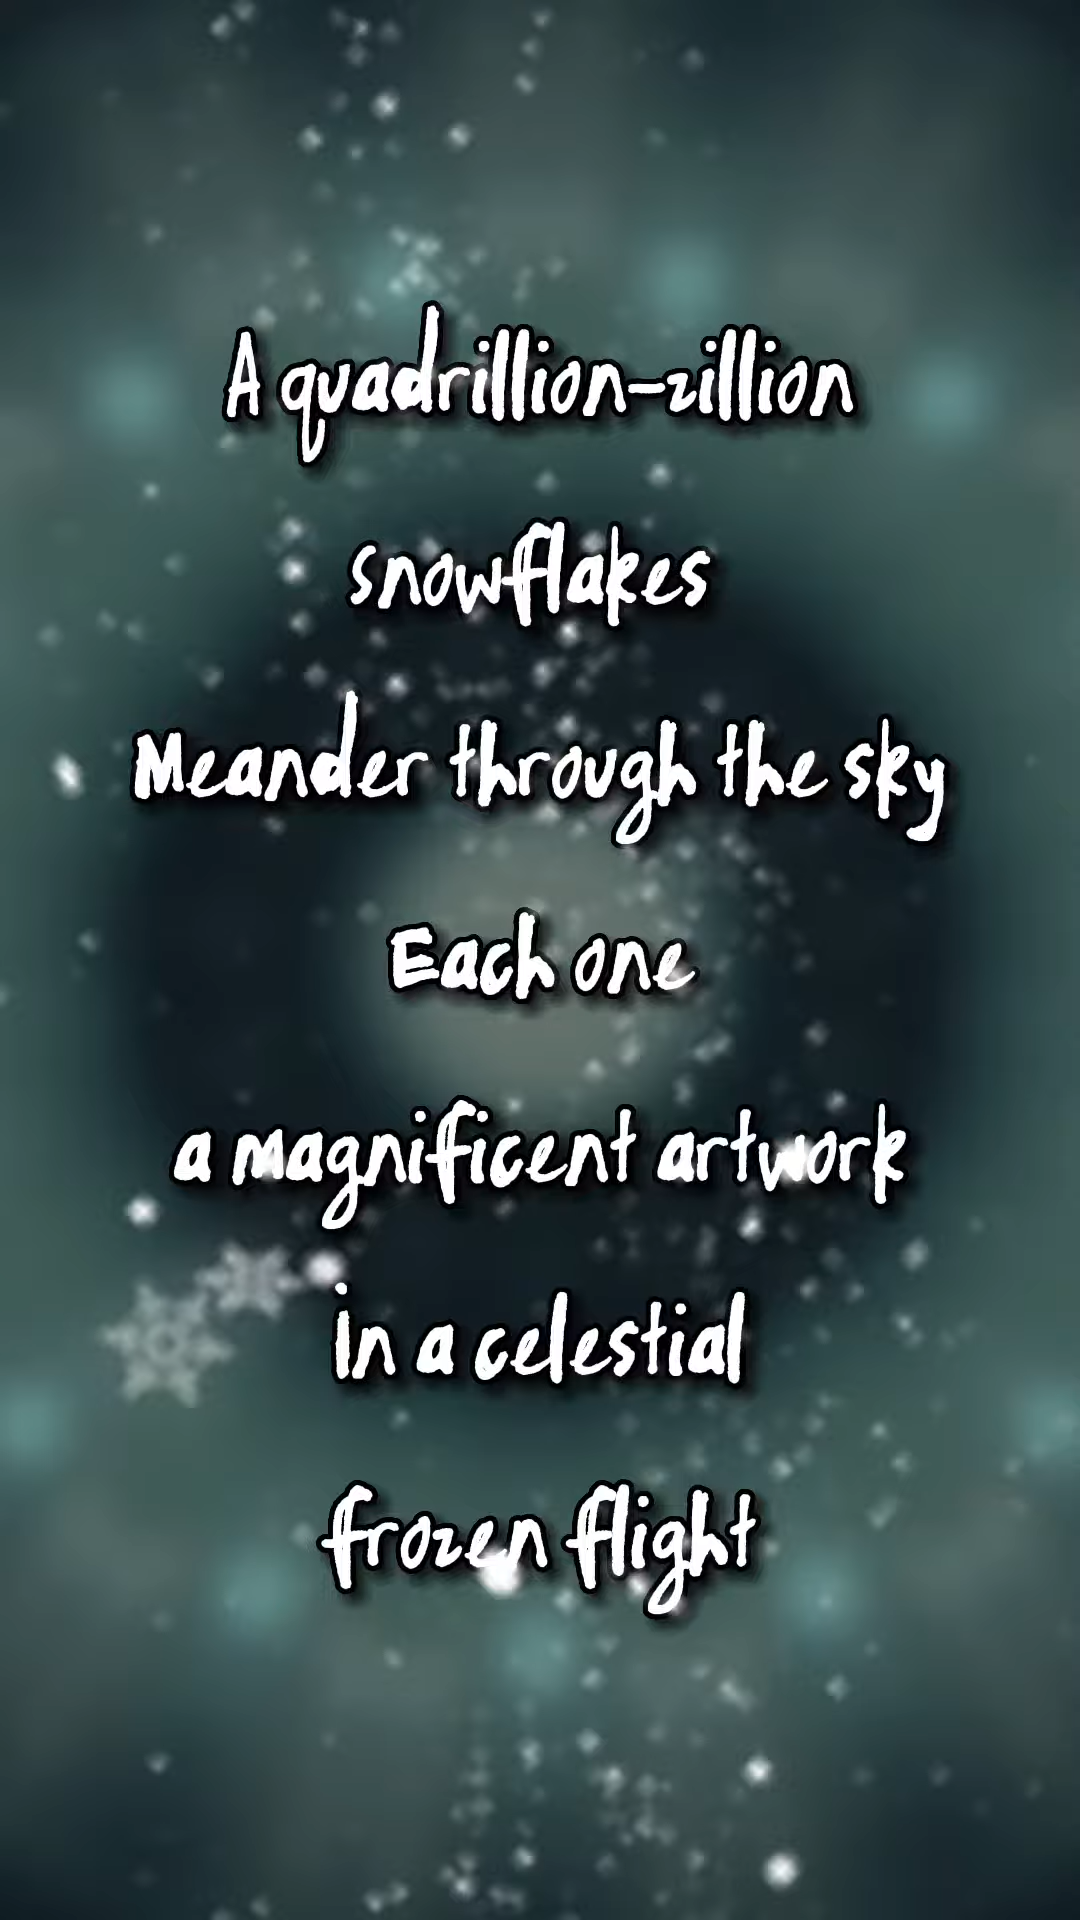 A quadrillion-zillion
snowflakes
Meander through the sky
Each one
a magnificent artwork
In a celestial
frozen flight